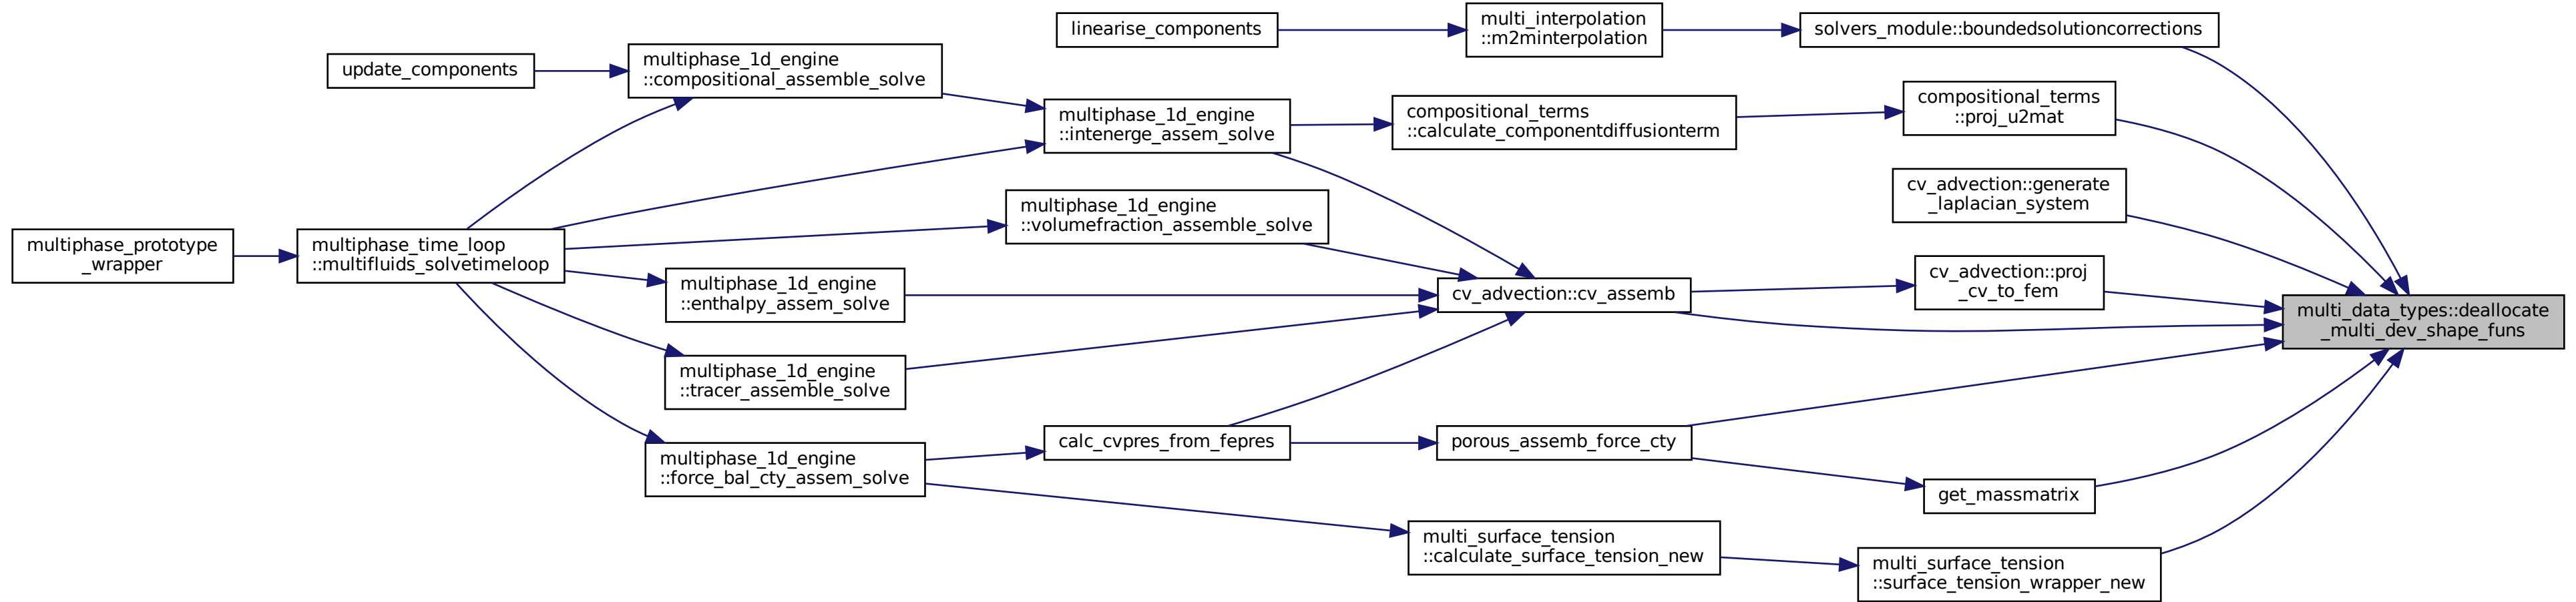 linearise_components
multi_interpolation
::m2minterpolation
solvers_module::boundedsolutioncorrections
update_components
multiphase_1d_engine
::compositional_assemble_solve
multiphase_1d_engine
::intenerge_assem_solve
compositional_terms
::calculate_componentdiffusionterm
compositional_terms
::proj_u2mat
cv_advection::generate
_laplacian_system
multiphase_prototype
_wrapper
multiphase_time_loop
::multifluids_solvetimeloop
multiphase_1d_engine
::volumefraction_assemble_solve
multiphase_1d_engine
::enthalpy_assem_solve
cv_advection::cv_assemb
cv_advection::proj
_cv_to_fem
multi_data_types::deallocate
_multi_dev_shape_funs
multiphase_1d_engine
::tracer_assemble_solve
multiphase_1d_engine
::force_bal_cty_assem_solve
calc_cvpres_from_fepres
porous_assemb_force_cty
get_massmatrix
multi_surface_tension
::calculate_surface_tension_new
multi_surface_tension
::surface_tension_wrapper_new